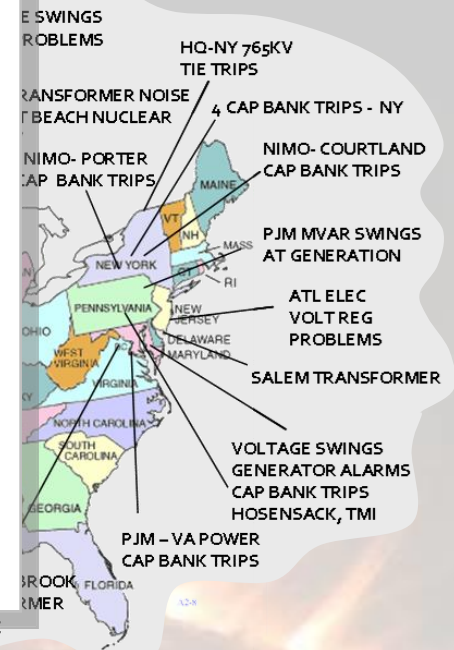 E SWINGS
ROBLEMS
HQ-NY 765KV
TIE TRIPS
RANSFORMER NOISE
T BEACH NUCLEAR
4 CAP BANK TRIPS - NY
NIMO- PORTER
CAP BANK TRIPS
NIMO- COURTLAND
CAP BANK TRIPS
MAINE
VT
NH
MASS
PJM MVAR SWINGS
AT GENERATION
NEW YORK
CT
RI
ATL ELEC
VOLT REG
PROBLEMS
PENNSYLVANIA
NEW
JERSEY
OHIO
DELAWARE
MARYLAND
DC
WEST
VIRGINIA
SALEM TRANSFORMER
KY
VIRGINIA
NORTH CAROLINA
SOUTH
CAROLINA
VOLTAGE SWINGS
GENERATOR ALARMS
CAP BANK TRIPS
HOSENSACK, TMI
GEORGIA
PJM – VA POWER
CAP BANK TRIPS
BROOK
RMER
FLORIDA
A2-8